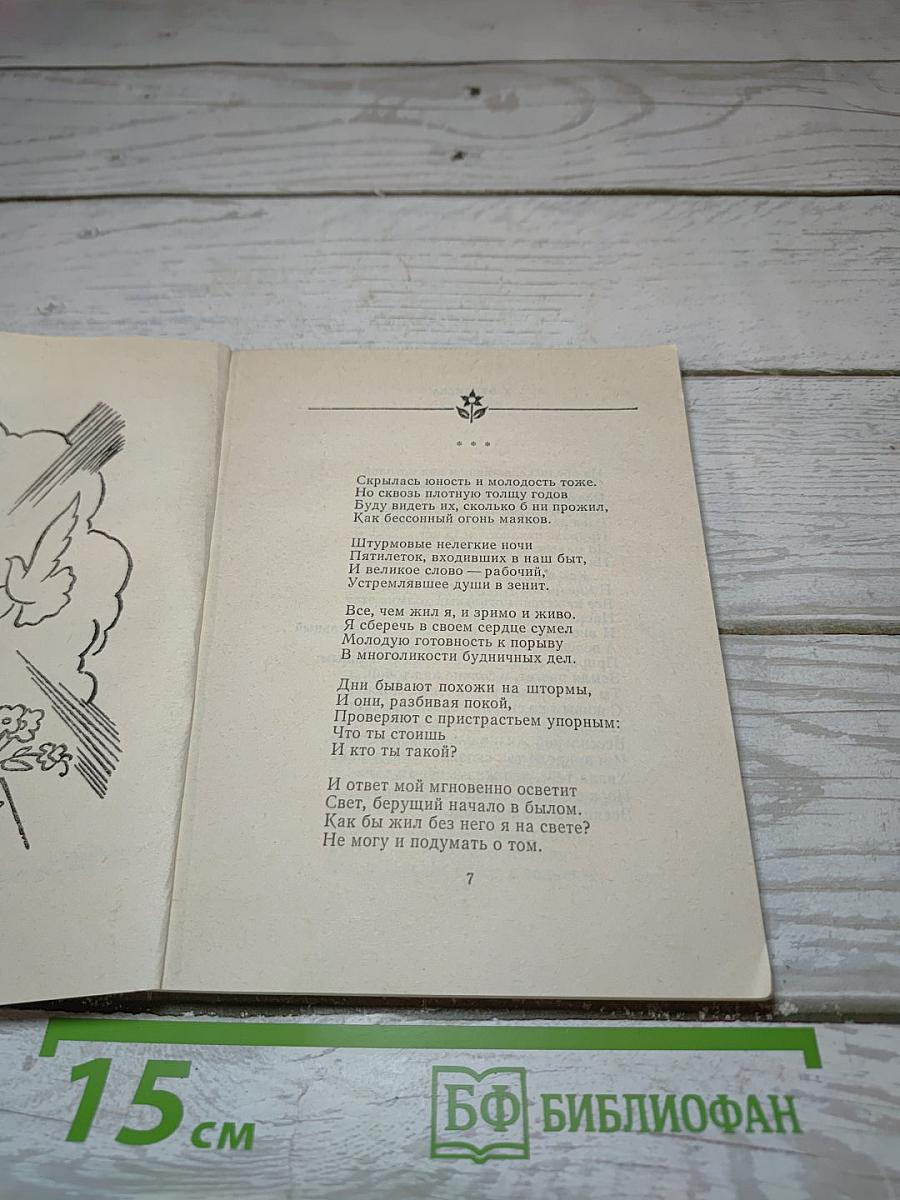 * * *
Скрылась юность и молодость тоже.
Но сквозь плотную толщу годов
Буду видеть их, сколько б ни прожил,
Как бессонный огонь маяков.
Штурмовые нелегкие ночи
Пятилеток, входивших в наш быт,
И великое слово — рабочий,
Устремлявшее души в зенит.
Все, чем жил я, и зримо и живо.
Я сберечь в своем сердце сумел
Молодую готовность к порыву
В многоликости будничных дел.
Дни бывают похожи на штормы,
И они, разбивая покой,
Проверяют с пристрастьем упорным:
Что ты стоишь
И кто ты такой?
И ответ мой мгновенно осветит
Свет, берущий начало в былом.
Как бы жил без него я на свете?
Не могу и подумать о том.
7
15 см
БФ БИБЛИОФАН